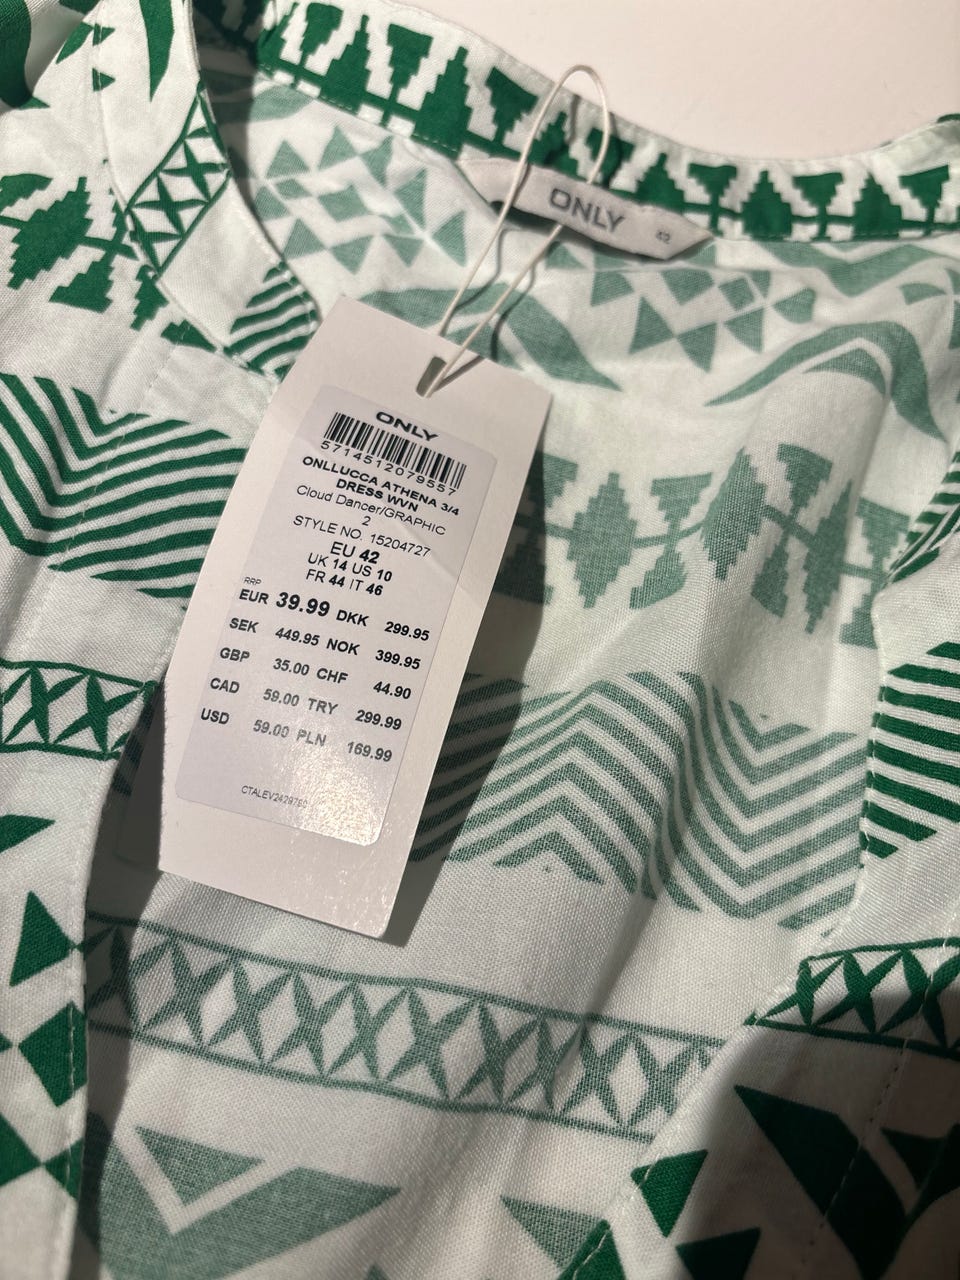 ONLY
42
ONLY
5714512079557
ONLLUCCA ATHENA 3/4
DRESS WVN
Cloud Dancer/GRAPHIC
2
STYLE NO. 15204727
EU 42
UK 14 US 10
FR 44 IT 46
RRP
EUR 39.99 DKK 299.95
SEK 449.95 NOK 399.95
GBP 35.00 CHF 44.90
CAD 59.00 TRY 299.99
USD 59.00 PLN 169.99